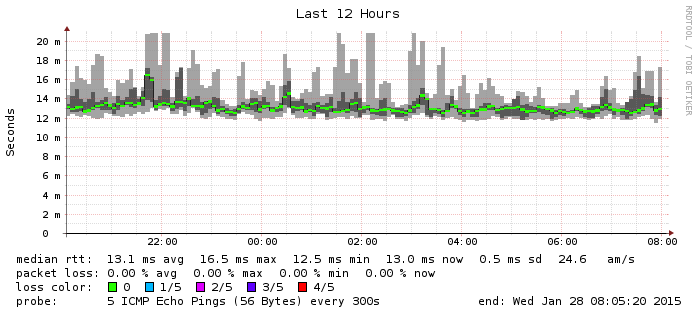 Last 12 Hours
RRDTOOL / TOBI OETIKER
Seconds
20 m
18 m
16 m
14 m
12 m
10 m
8 m
6 m
4 m
2 m
0
22:00 00:00 02:00 04:00 06:00 08:00
median rtt: 13.1 ms avg 16.5 ms max 12.5 ms min 13.0 ms now 0.5 ms sd 24.6 am/s
packet loss: 0.00 % avg 0.00 % max 0.00 % min 0.00 % now
loss color: 0 1/5 2/5 3/5 4/5
probe: 5 ICMP Echo Pings (56 Bytes) every 300s end: Wed Jan 28 08:05:20 2015